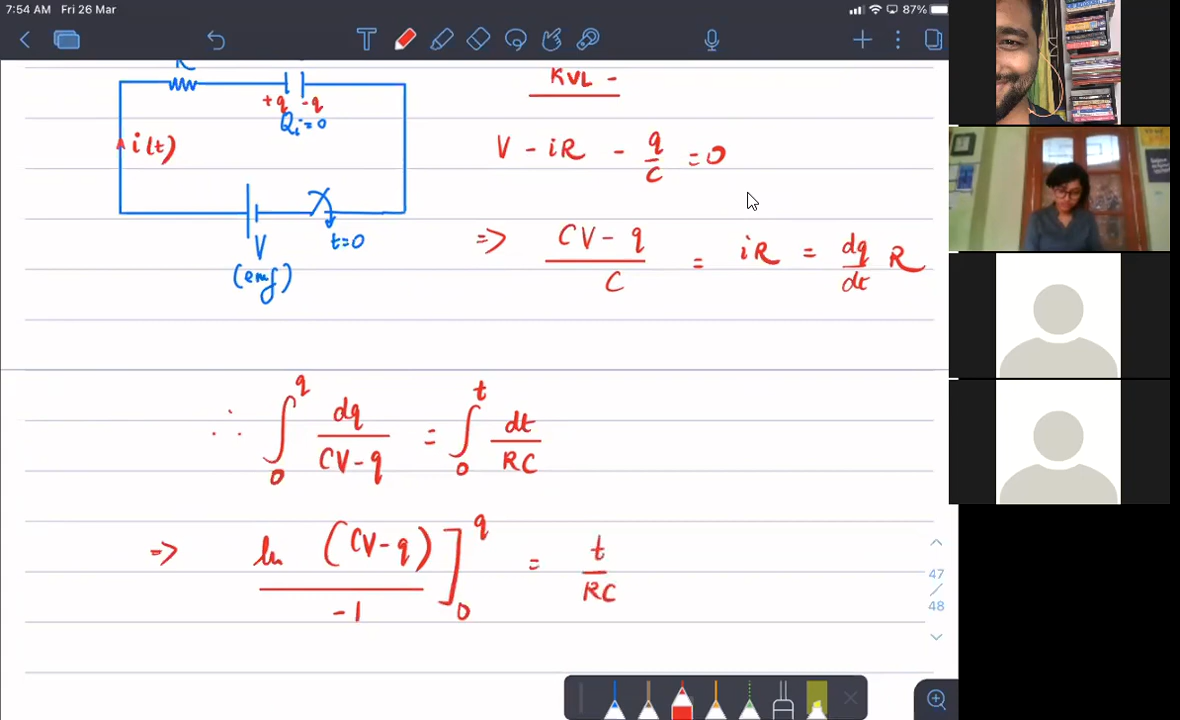 7:54 AM Fri 26 Mar
87%
T
R
+q -q
Qi=0
i(t)
V
(emf)
t=0
KVL -
V - iR - q/C = 0
=> (CV - q)/C = iR = dq/dt R
∴ ∫₀^q dq/(CV-q) = ∫₀^t dt/RC
=> ln (CV-q)/-1 ]₀^q = t/RC
47
/
48